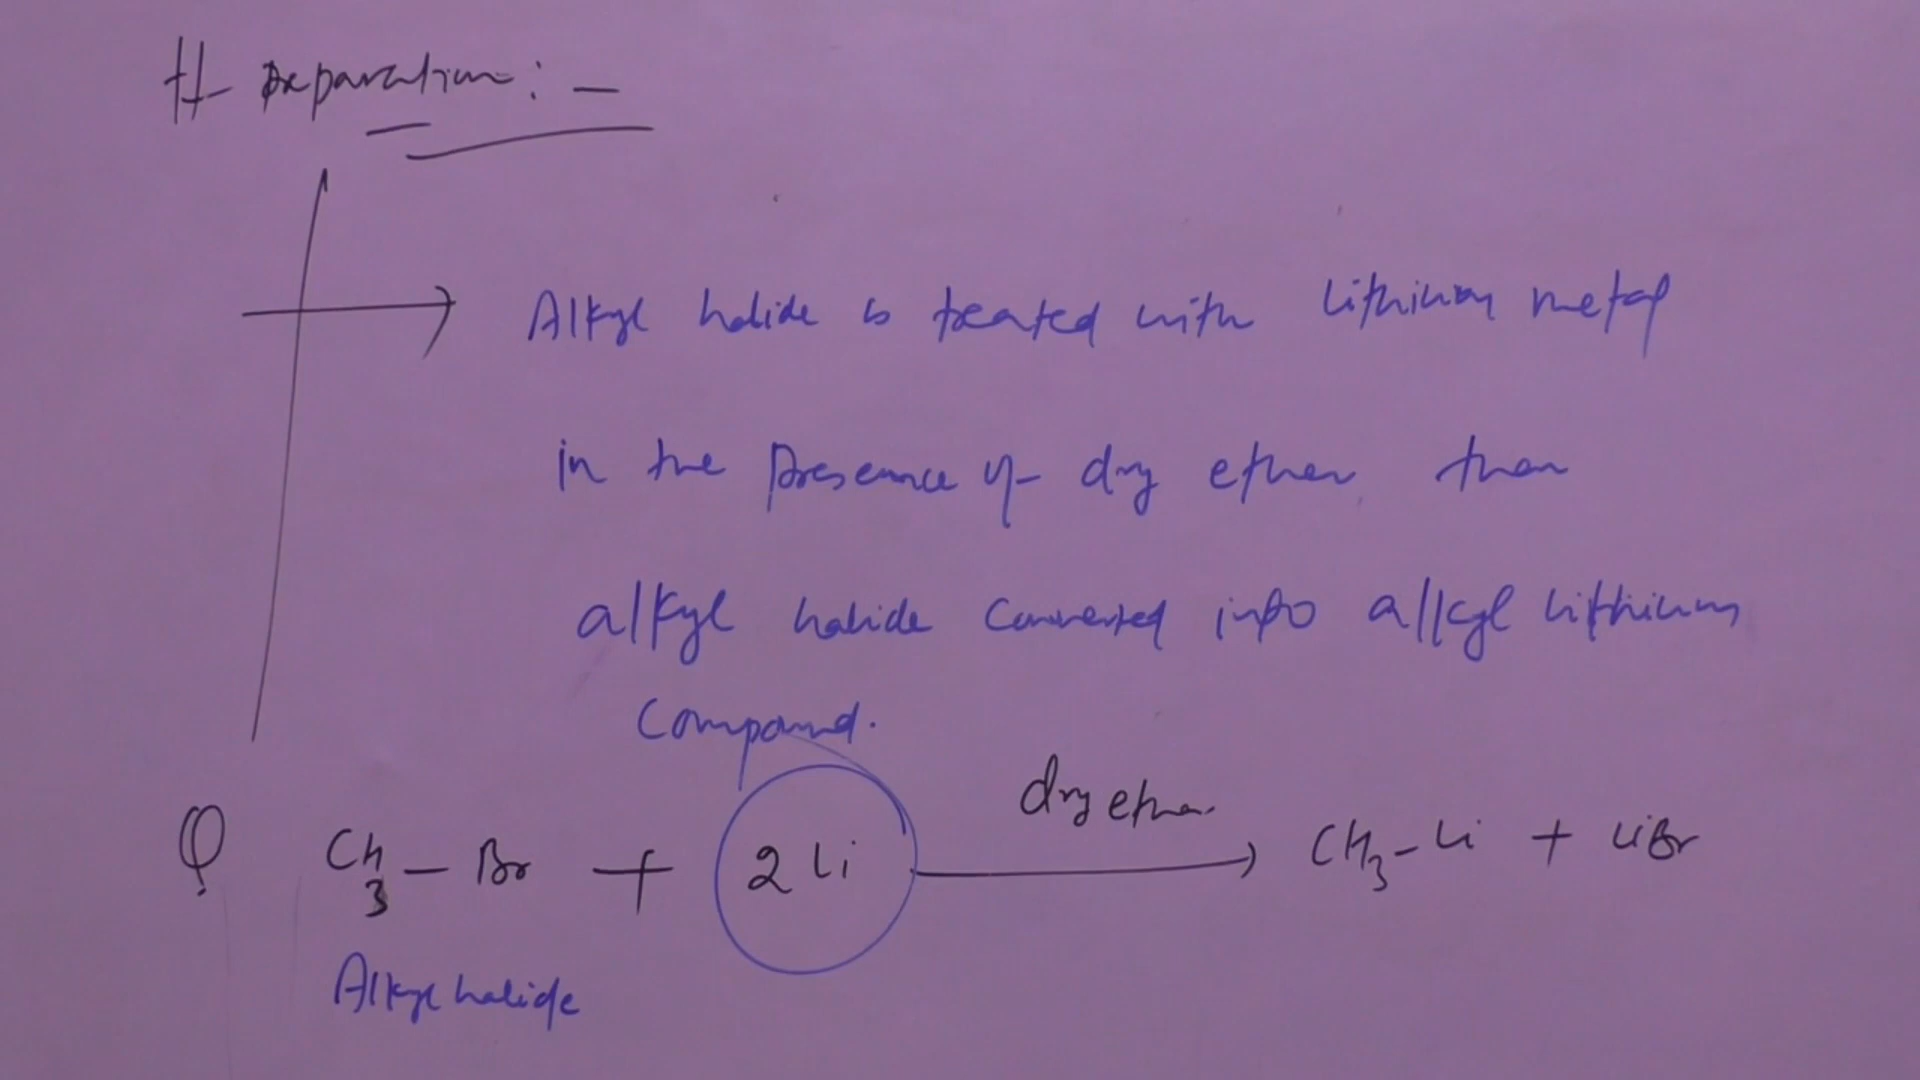 # Preparation : -
Alkyl halide is treated with lithium metal
in the presence of dry ether than
alkyl halide converted into alkyl lithium
Compound.
CH3 - Br + 2Li dry ether → CH3 - Li + LiBr
Alkyl halide